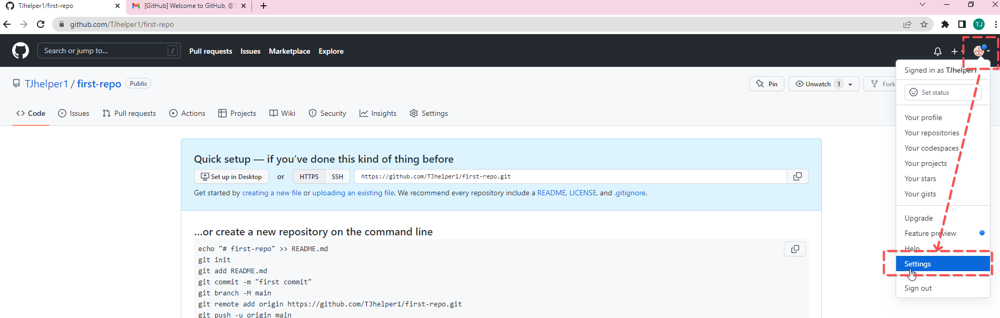 TJhelper1/first-repo
[GitHub] Welcome to GitHub, @T
github.com/TJhelper1/first-repo
TJ
Search or jump to...
/
Pull requests
Issues
Marketplace
Explore
Signed in as TJhelper1
TJhelper1 / first-repo
Public
Pin
Unwatch 1
Fork
Set status
Code
Issues
Pull requests
Actions
Projects
Wiki
Security
Insights
Settings
Your profile
Your repositories
Your codespaces
Your projects
Your stars
Your gists
Upgrade
Feature preview
Help
Settings
Sign out
Quick setup — if you’ve done this kind of thing before
Set up in Desktop
or
HTTPS
SSH
https://github.com/TJhelper1/first-repo.git
Get started by creating a new file or uploading an existing file. We recommend every repository include a README, LICENSE, and .gitignore.
…or create a new repository on the command line
echo "# first-repo" >> README.md
git init
git add README.md
git commit -m "first commit"
git branch -M main
git remote add origin https://github.com/TJhelper1/first-repo.git
git push -u origin main